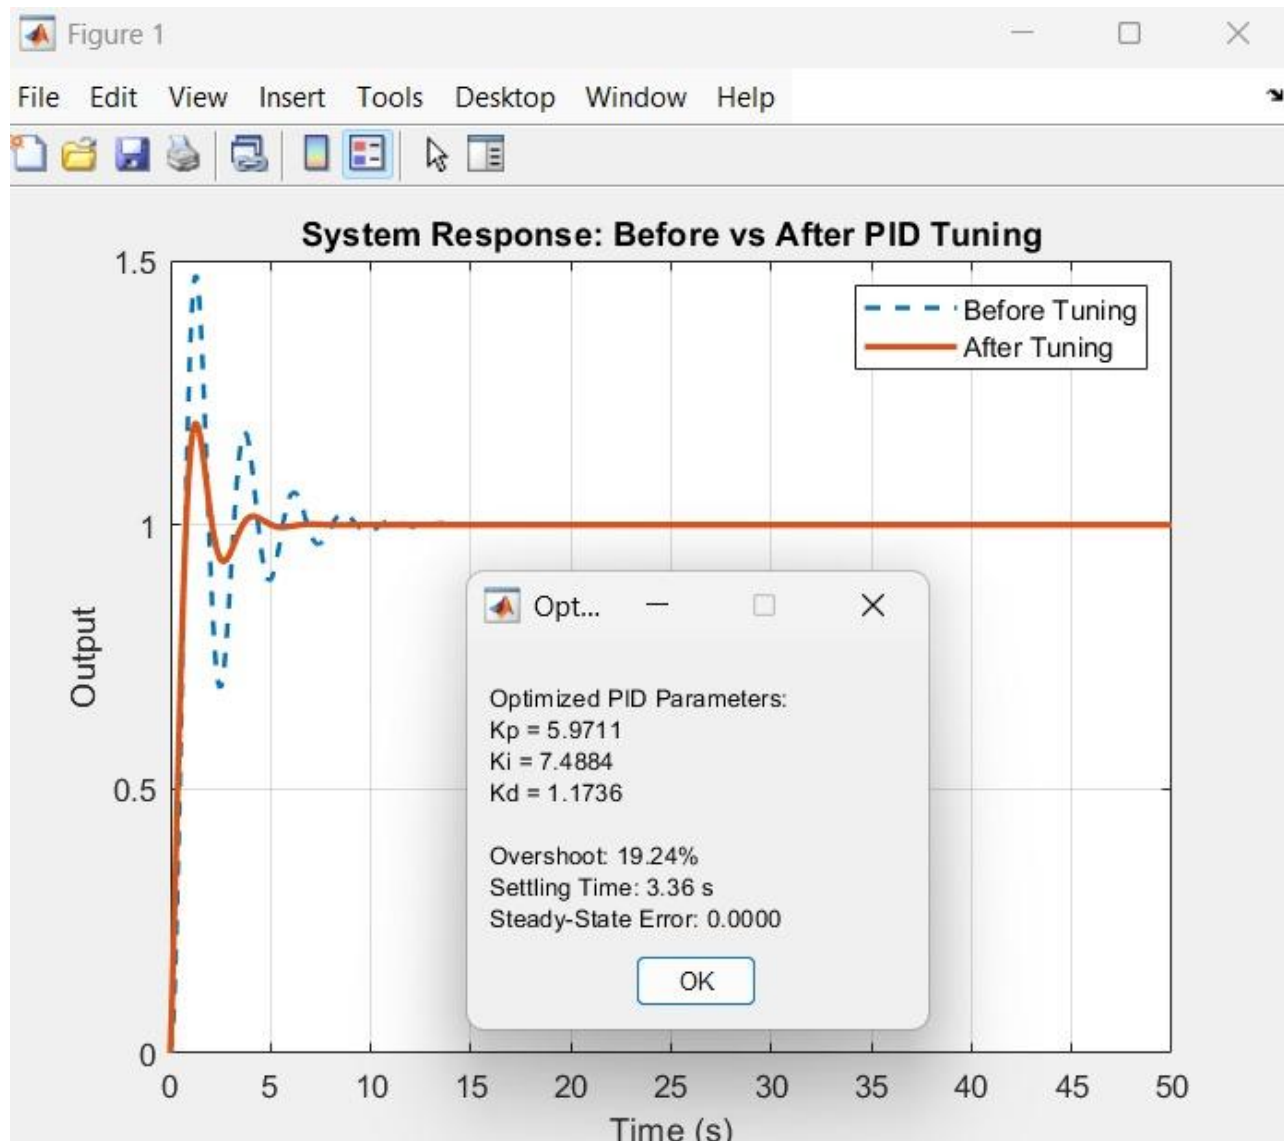 Figure 1
File Edit View Insert Tools Desktop Window Help
System Response: Before vs After PID Tuning
1.5
Before Tuning
After Tuning
1
Output
0.5
0
Opt...
Optimized PID Parameters:
Kp = 5.9711
Ki = 7.4884
Kd = 1.1736
Overshoot: 19.24%
Settling Time: 3.36 s
Steady-State Error: 0.0000
OK
0 5 10 15 20 25 30 35 40 45 50
Time (s)